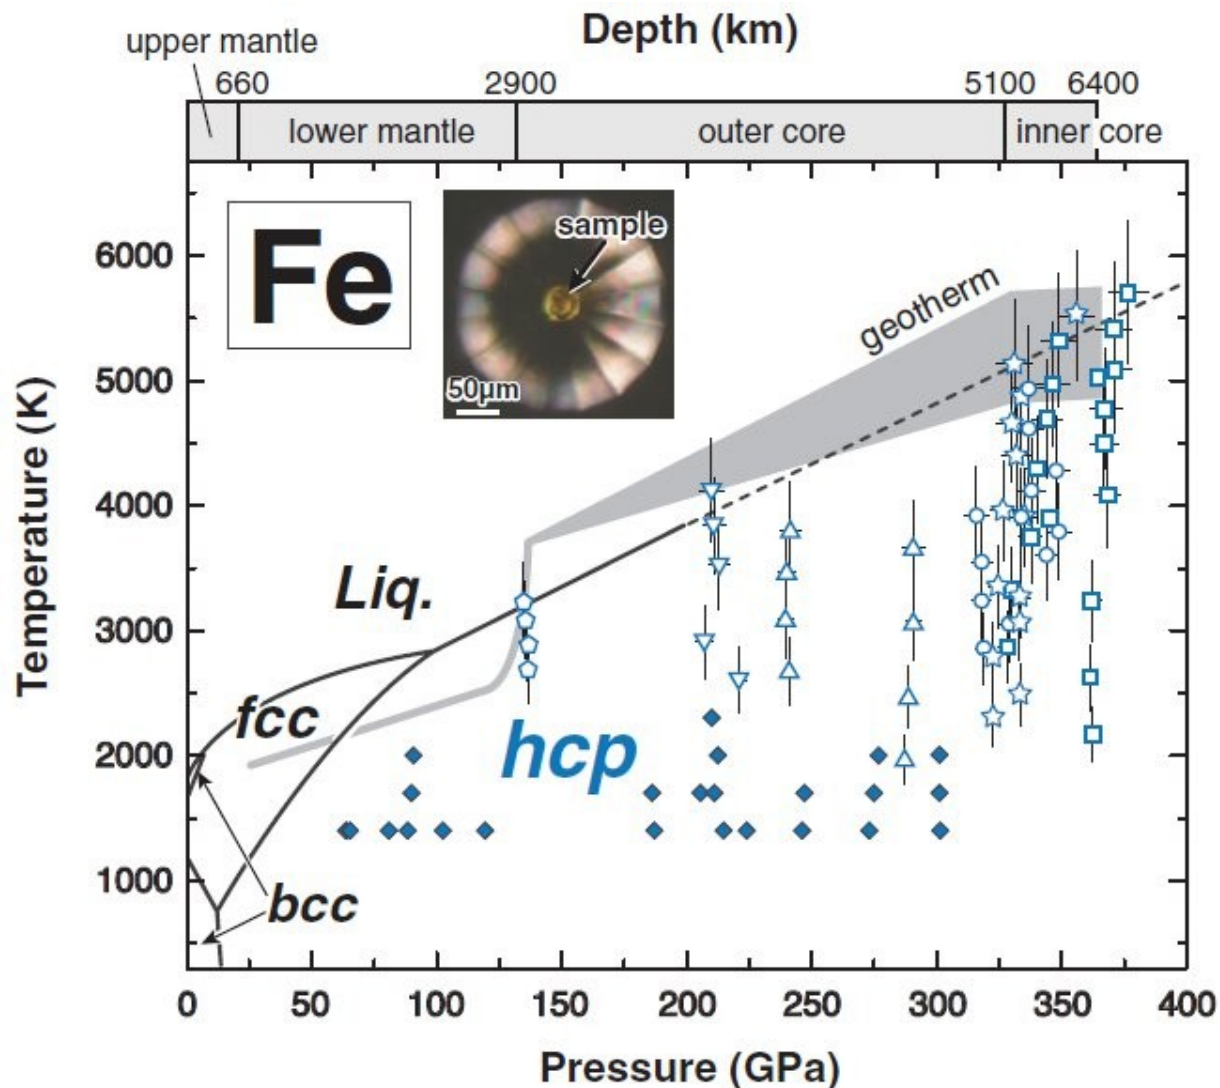 Depth (km)
upper mantle
660 2900 5100 6400
lower mantle outer core inner core
Fe
sample
50μm
geotherm
Liq.
fcc
hcp
bcc
Temperature (K)
6000
5000
4000
3000
2000
1000
0 50 100 150 200 250 300 350 400
Pressure (GPa)